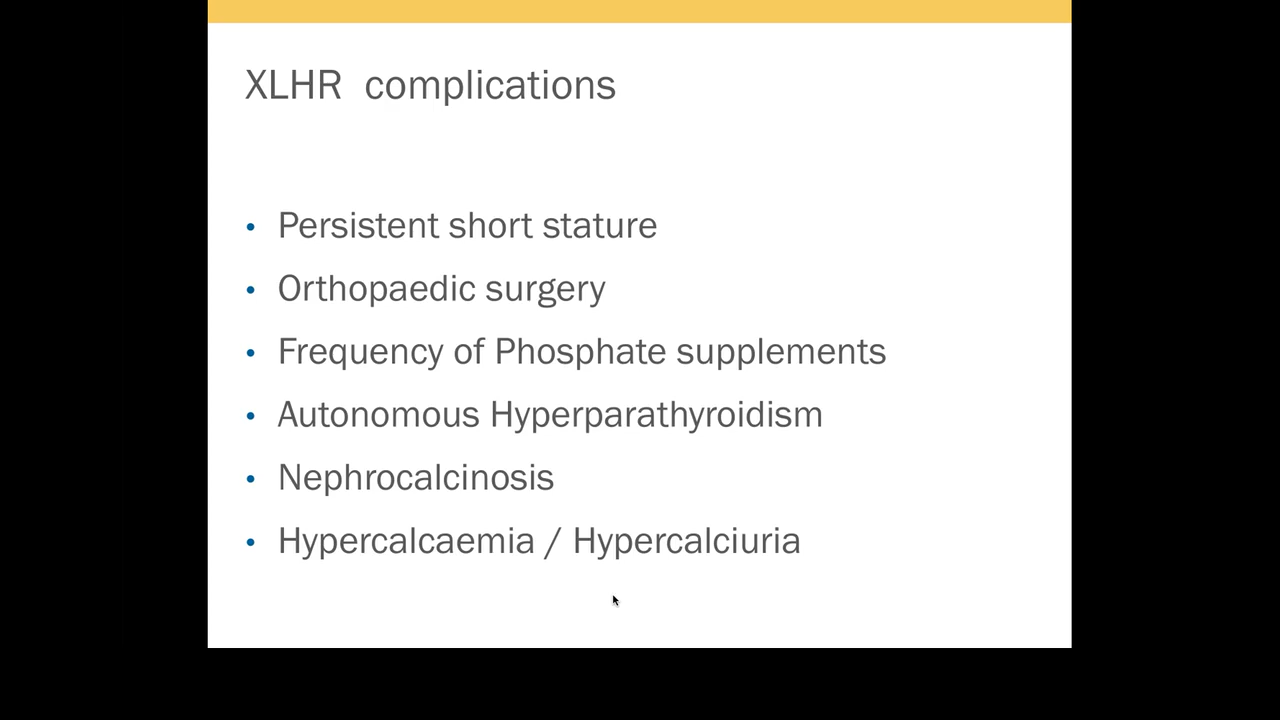 XLHR complications
• Persistent short stature
• Orthopaedic surgery
• Frequency of Phosphate supplements
• Autonomous Hyperparathyroidism
• Nephrocalcinosis
• Hypercalcaemia / Hypercalciuria